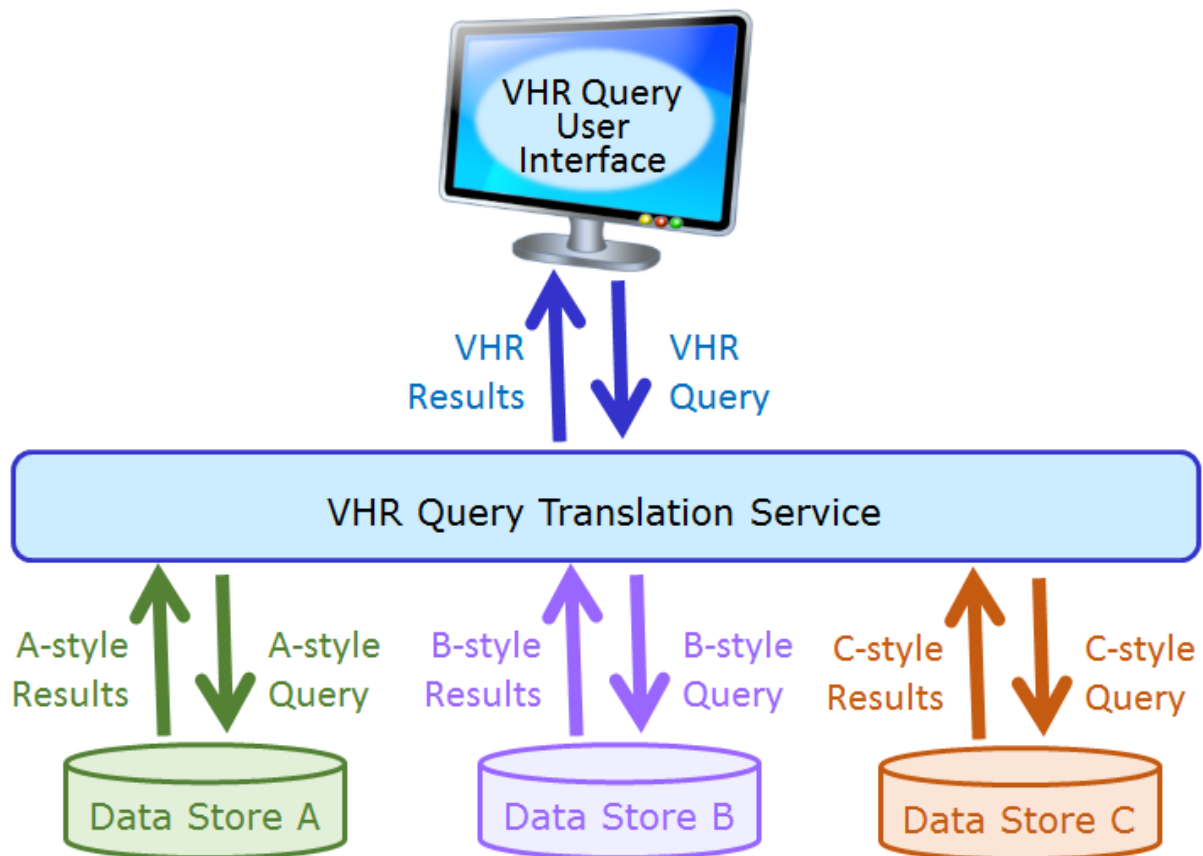 VHR Query
User
Interface
VHR
Results
VHR
Query
VHR Query Translation Service
A-style
Results
A-style
Query
B-style
Results
B-style
Query
C-style
Results
C-style
Query
Data Store A
Data Store B
Data Store C